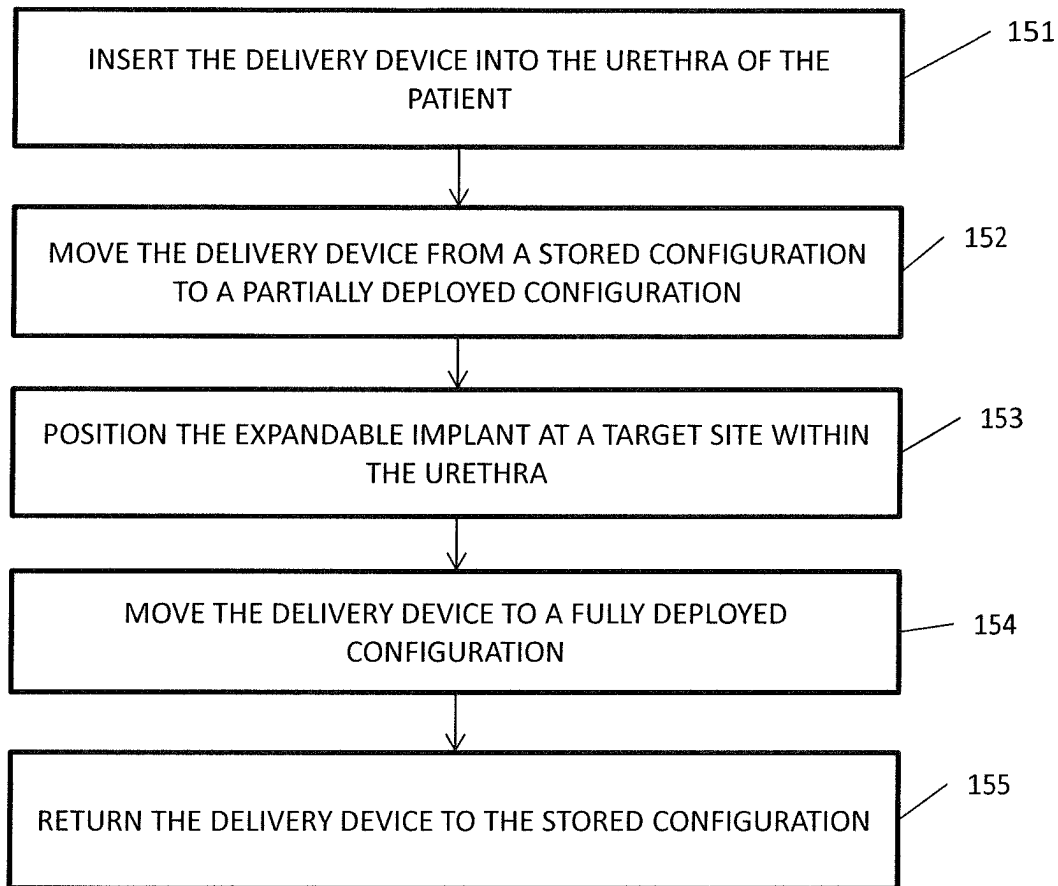 INSERT THE DELIVERY DEVICE INTO THE URETHRA OF THE
PATIENT
151
MOVE THE DELIVERY DEVICE FROM A STORED CONFIGURATION
TO A PARTIALLY DEPLOYED CONFIGURATION
152
POSITION THE EXPANDABLE IMPLANT AT A TARGET SITE WITHIN
THE URETHRA
153
MOVE THE DELIVERY DEVICE TO A FULLY DEPLOYED
CONFIGURATION
154
RETURN THE DELIVERY DEVICE TO THE STORED CONFIGURATION
155